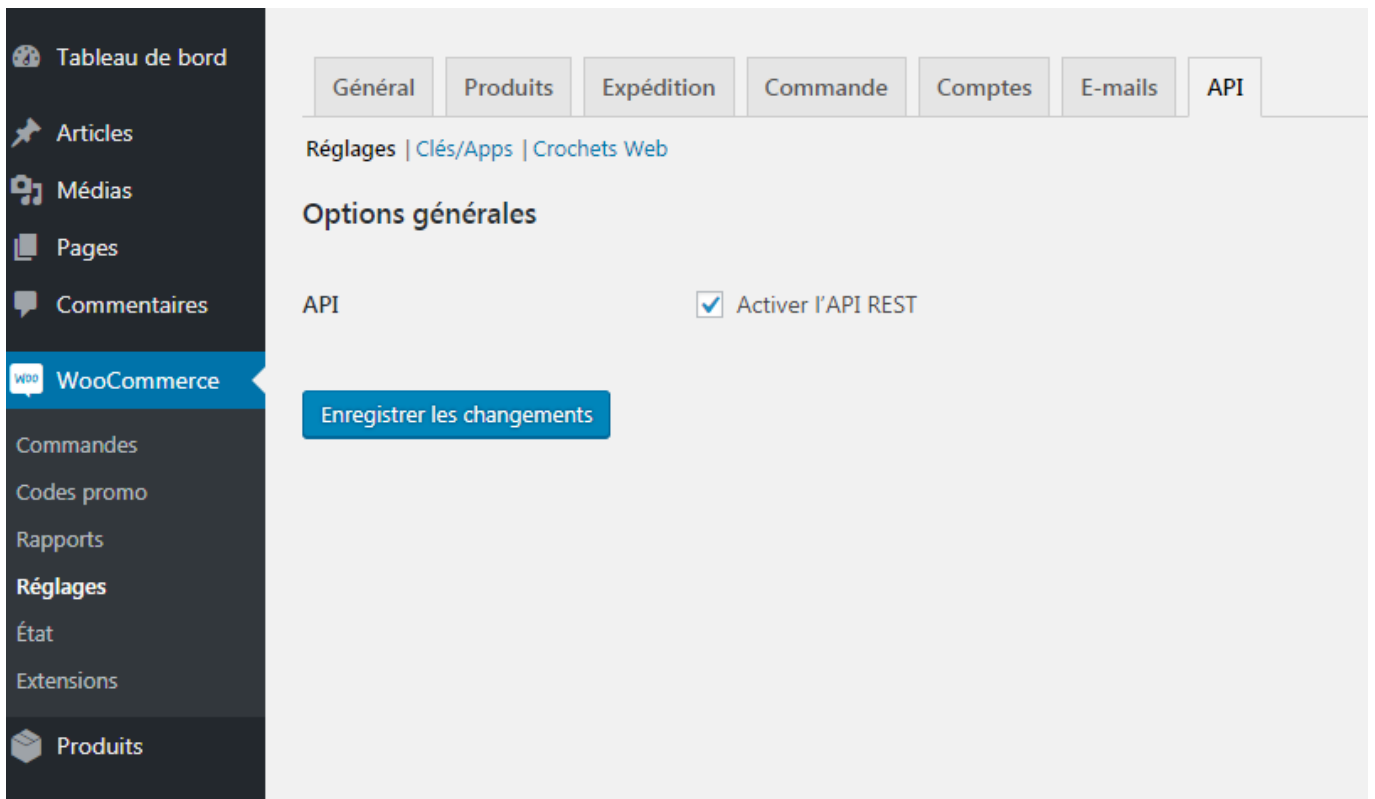 Tableau de bord
Articles
Médias
Pages
Commentaires
Woo WooCommerce
Commandes
Codes promo
Rapports
Réglages
État
Extensions
Produits
Général Produits Expédition Commande Comptes E-mails API
Réglages | Clés/Apps | Crochets Web
Options générales
API Activer l’API REST
Enregistrer les changements